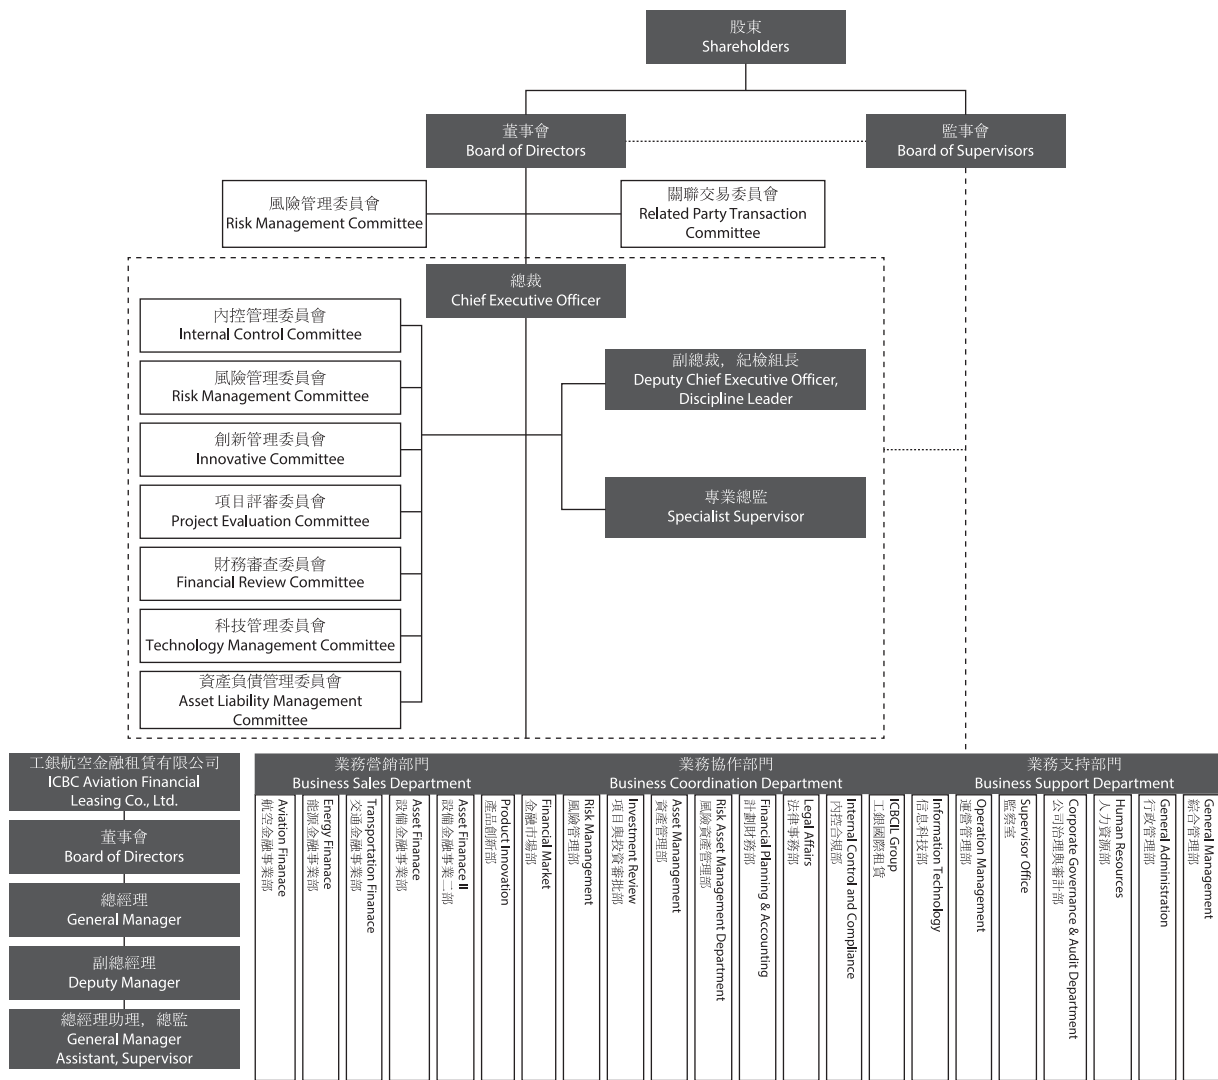 股東
Shareholders
董事會
Board of Directors
監事會
Board of Supervisors
風險管理委員會
Risk Management Committee
關聯交易委員會
Related Party Transaction
Committee
總裁
Chief Executive Officer
內控管理委員會
Internal Control Committee
風險管理委員會
Risk Management Committee
創新管理委員會
Innovative Committee
項目評審委員會
Project Evaluation Committee
財務審查委員會
Financial Review Committee
科技管理委員會
Technology Management Committee
資產負債管理委員會
Asset Liability Management
Committee
副總裁，紀檢組長
Deputy Chief Executive Officer,
Discipline Leader
專業總監
Specialist Supervisor
工銀航空金融租賃有限公司
ICBC Aviation Financial
Leasing Co., Ltd.
董事會
Board of Directors
總經理
General Manager
副總經理
Deputy Manager
總經理助理，總監
General Manager
Assistant, Supervisor
業務營銷部門
Business Sales Department
業務協作部門
Business Coordination Department
業務支持部門
Business Support Department
Aviation Finanace
航空金融事業部
Energy Finanace
能源金融事業部
Transportation Finanace
交通金融事業部
Asset Finanace
設備金融事業部
Asset Finanace II
設備金融事業二部
Product Innovation
產品創新部
Financial Market
金融市場部
Risk Manangement
風險管理部
Investment Review
項目與投資審批部
Asset Manangement
資產管理部
Risk Asset Management Department
風險資產管理部
Financial Planning & Accounting
計劃財務部
Legal Affairs
法律事務部
Internal Control and Compliance
內控合規部
ICBCIL Group
工銀國際租賃
Information Technology
信息科技部
Operation Management
運營管理部
Supervisor Office
監察室
Corporate Governance & Audit Department
公司治理與審計部
Human Resources
人力資源部
General Administration
行政管理部
General Management
綜合管理部